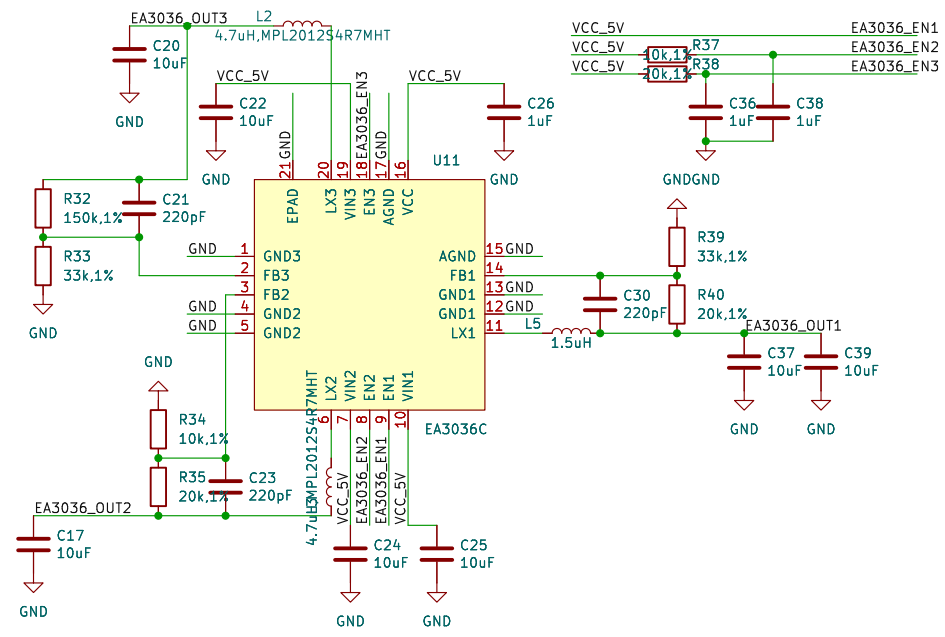 EA3036_OUT3
L2
4.7uH,MPL2012S4R7MHT
C20
10uF
GND
VCC_5V
C22
10uF
GND
GND
EA3036_EN3
GND
VCC_5V
C26
1uF
GND
VCC_5V
EA3036_EN1
VCC_5V
R37
10k,1%
EA3036_EN2
VCC_5V
R38
20k,1%
EA3036_EN3
C36
1uF
C38
1uF
GND
GND
U11
21
20
19
18
17
16
EPAD
LX3
VIN3
EN3
AGND
VCC
R32
150k,1%
C21
220pF
R33
33k,1%
GND
GND
1
GND3
2
FB3
3
FB2
GND
4
GND2
GND
5
GND2
AGND
15
GND
FB1
14
GND1
13
GND
GND1
12
GND
LX1
11
L5
1.5uH
R39
33k,1%
R40
20k,1%
C30
220pF
EA3036_OUT1
C37
10uF
C39
10uF
GND
GND
LX2
VIN2
EN2
EN1
VIN1
6
7
8
9
10
EA3036C
GND
R34
10k,1%
R35
20k,1%
C23
220pF
L3
4.7uH,MPL2012S4R7MHT
VCC_5V
EA3036_EN2
EA3036_EN1
VCC_5V
EA3036_OUT2
C17
10uF
GND
C24
10uF
GND
C25
10uF
GND